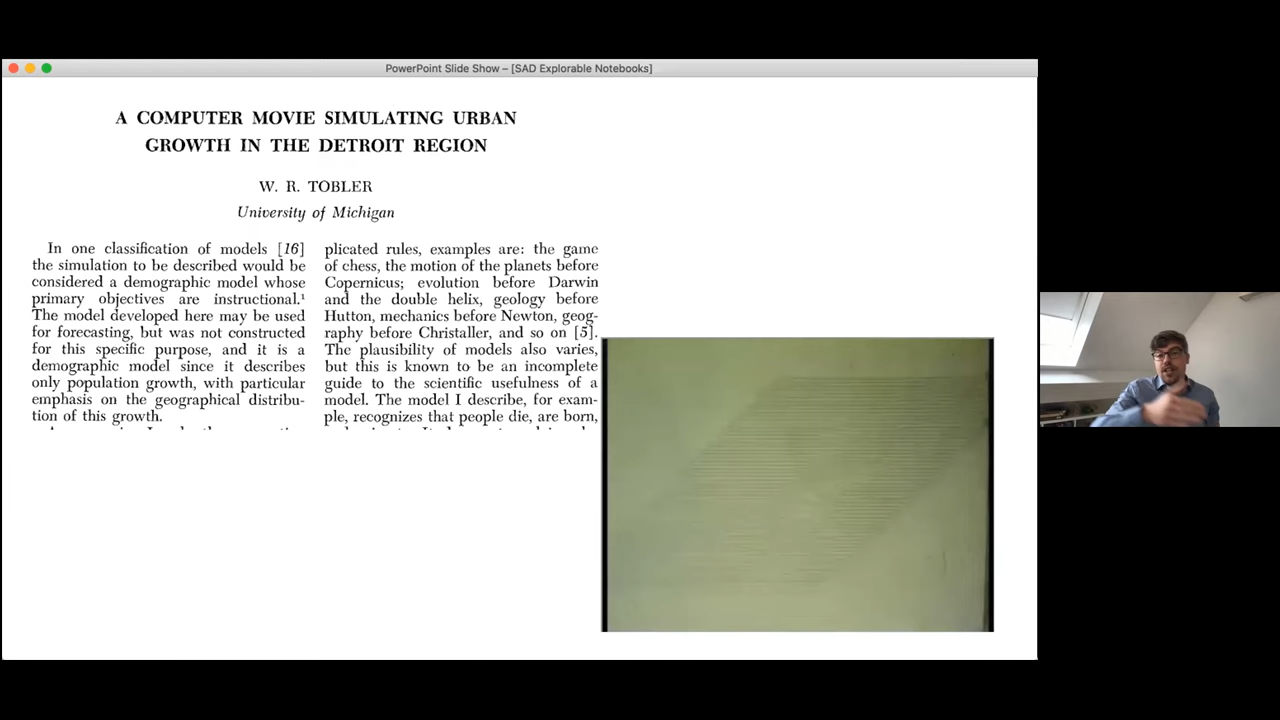 PowerPoint Slide Show – [SAD Explorable Notebooks]
A COMPUTER MOVIE SIMULATING URBAN
GROWTH IN THE DETROIT REGION
W. R. TOBLER
University of Michigan
In one classification of models [16]
the simulation to be described would be
considered a demographic model whose
primary objectives are instructional.¹
The model developed here may be used
for forecasting, but was not constructed
for this specific purpose, and it is a
demographic model since it describes
only population growth, with particular
emphasis on the geographical distribu-
tion of this growth.
plicated rules, examples are: the game
of chess, the motion of the planets before
Copernicus; evolution before Darwin
and the double helix, geology before
Hutton, mechanics before Newton, geog-
raphy before Christaller, and so on [5].
The plausibility of models also varies,
but this is known to be an incomplete
guide to the scientific usefulness of a
model. The model I describe, for exam-
ple, recognizes that people die, are born,